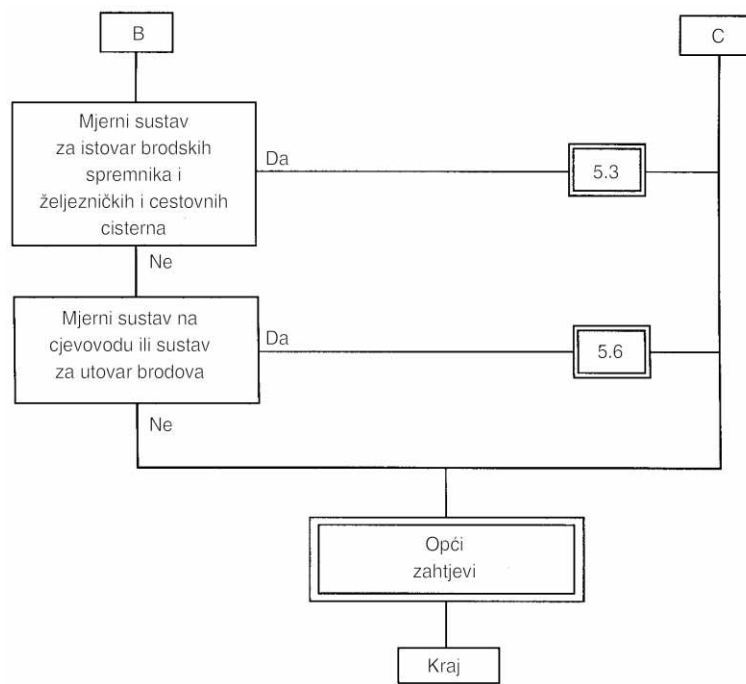 B
C
Mjerni sustav
za istovar brodskih
spremnika i
željezničkih i cestovnih
cisterna
Da
5.3
Ne
Mjerni sustav na
cjevovodu ili sustav
za utovar brodova
Da
5.6
Ne
Opći
zahtjevi
Kraj